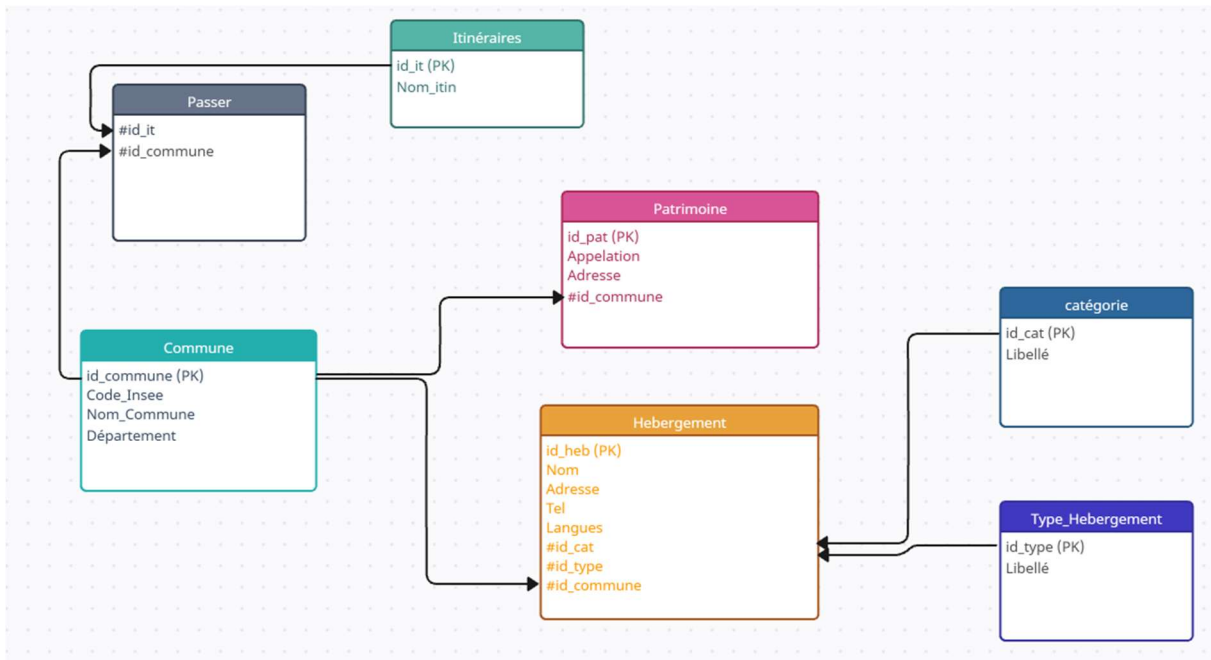 Itinéraires
id_it (PK)
Nom_itin
Passer
#id_it
#id_commune
Patrimoine
id_pat (PK)
Appelation
Adresse
#id_commune
catégorie
id_cat (PK)
Libellé
Commune
id_commune (PK)
Code_Insee
Nom_Commune
Département
Hebergement
id_heb (PK)
Nom
Adresse
Tel
Langues
#id_cat
#id_type
#id_commune
Type_Hebergement
id_type (PK)
Libellé